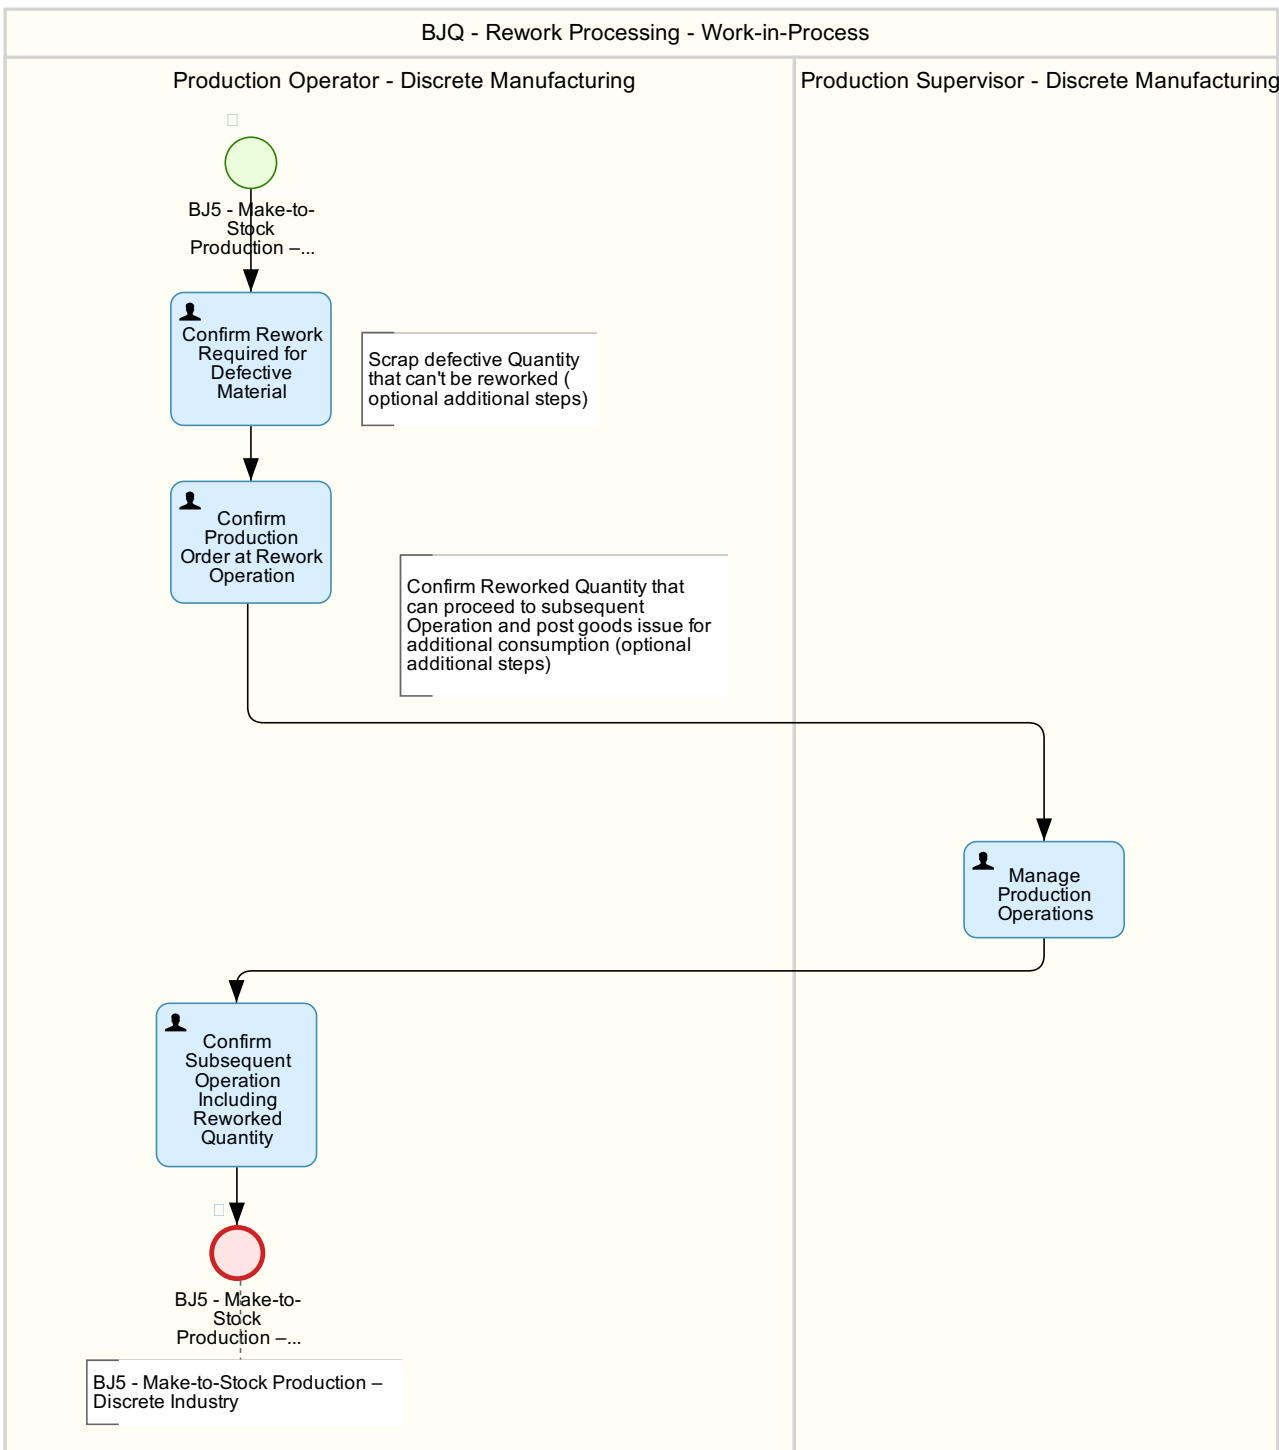 BJQ - Rework Processing - Work-in-Process
Production Operator - Discrete Manufacturing
Production Supervisor - Discrete Manufacturing
BJ5 - Make-to-
Stock
Production –...
Confirm Rework
Required for
Defective
Material
Scrap defective Quantity
that can't be reworked (
optional additional steps)
Confirm
Production
Order at Rework
Operation
Confirm Reworked Quantity that
can proceed to subsequent
Operation and post goods issue for
additional consumption (optional
additional steps)
Manage
Production
Operations
Confirm
Subsequent
Operation
Including
Reworked
Quantity
BJ5 - Make-to-
Stock
Production –...
BJ5 - Make-to-Stock Production –
Discrete Industry